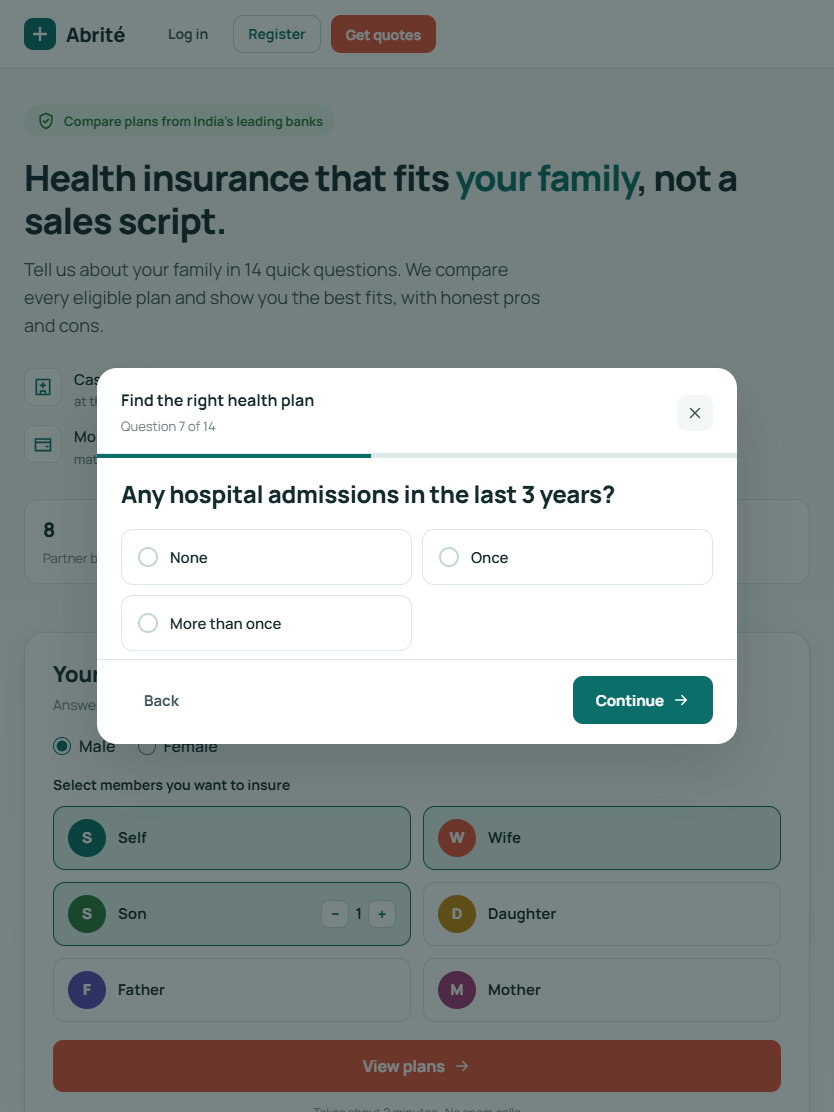 Abrité
Log in
Register
Get quotes
Compare plans from India's leading banks
Health insurance that fits your family, not a
sales script.
Tell us about your family in 14 quick questions. We compare
every eligible plan and show you the best fits, with honest pros
and cons.
Find the right health plan
Question 7 of 14
Any hospital admissions in the last 3 years?
None
Once
More than once
Back
Continue
8
Partner
Male
Female
Select members you want to insure
S
Self
W
Wife
S
Son
− 1 +
D
Daughter
F
Father
M
Mother
View plans